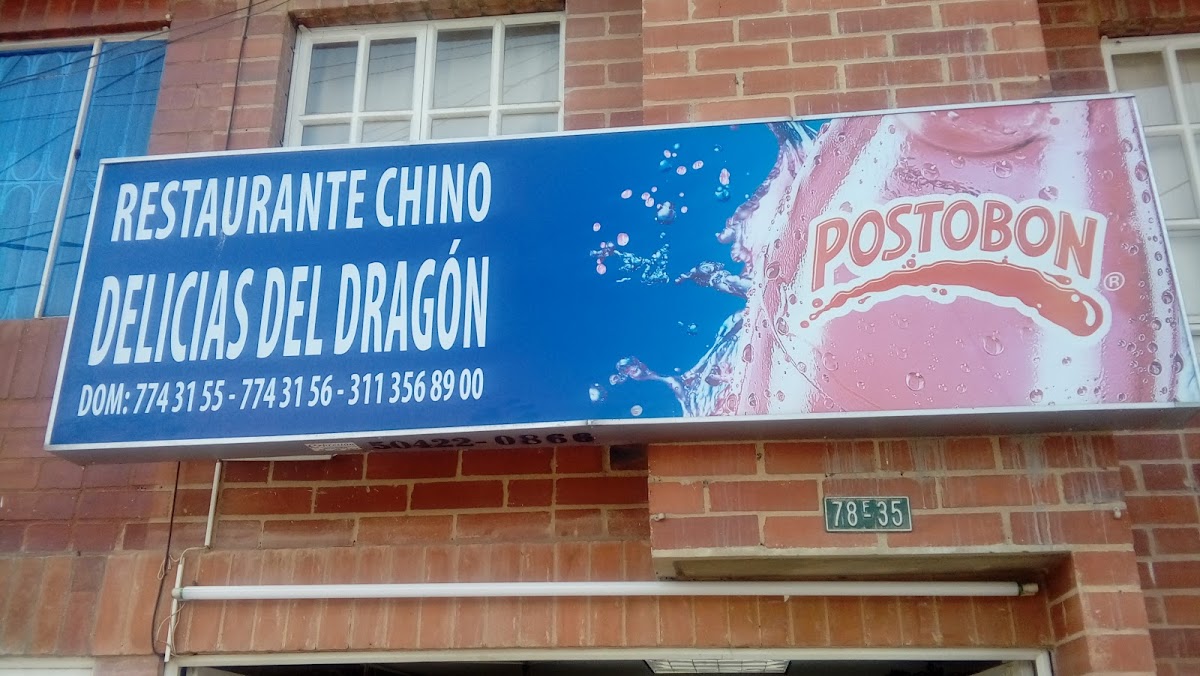 RESTAURANTE CHINO
DELICIAS DEL DRAGÓN
DOM: 774 31 55 - 774 31 56 - 311 356 89 00
POSTOBON®
50422-0866
78E35